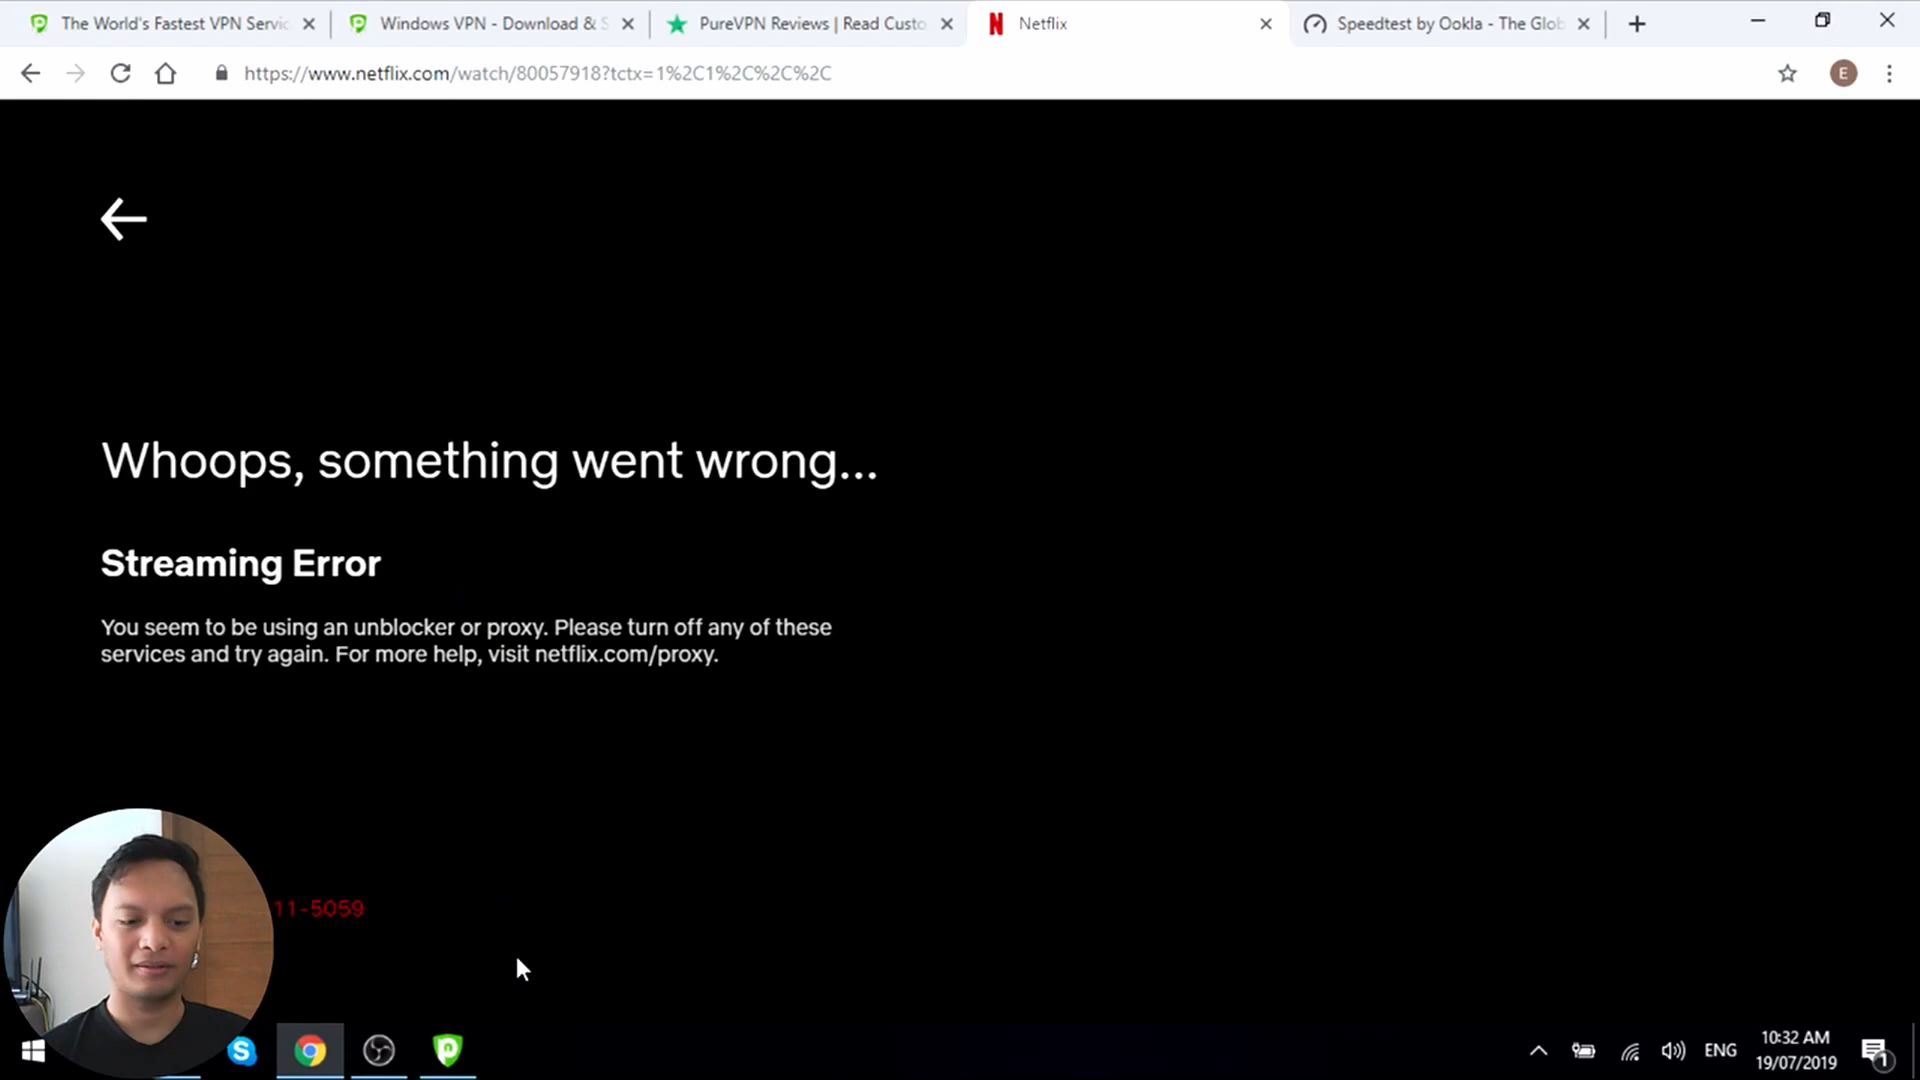 The World's Fastest VPN Servic
Windows VPN - Download & S
PureVPN Reviews | Read Custo
Netflix
Speedtest by Ookla - The Glob
https://www.netflix.com/watch/80057918?tctx=1%2C1%2C%2C%2C
E
Whoops, something went wrong...
Streaming Error
You seem to be using an unblocker or proxy. Please turn off any of these
services and try again. For more help, visit netflix.com/proxy.
11-5059
ENG
10:32 AM
19/07/2019
1